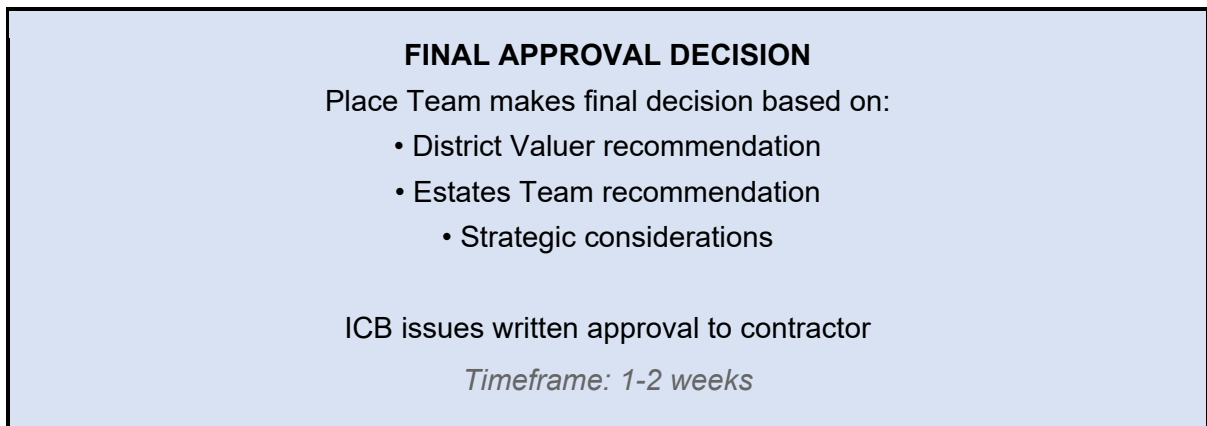 FINAL APPROVAL DECISION
Place Team makes final decision based on:
• District Valuer recommendation
• Estates Team recommendation
• Strategic considerations
ICB issues written approval to contractor
Timeframe: 1-2 weeks